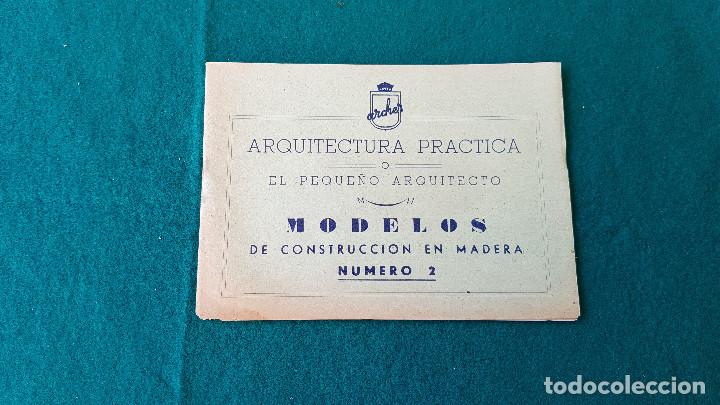 archer
ARQUITECTURA PRACTICA
O
EL PEQUEÑO ARQUITECTO
MODELOS
DE CONSTRUCCION EN MADERA
NUMERO 2
todocoleccion